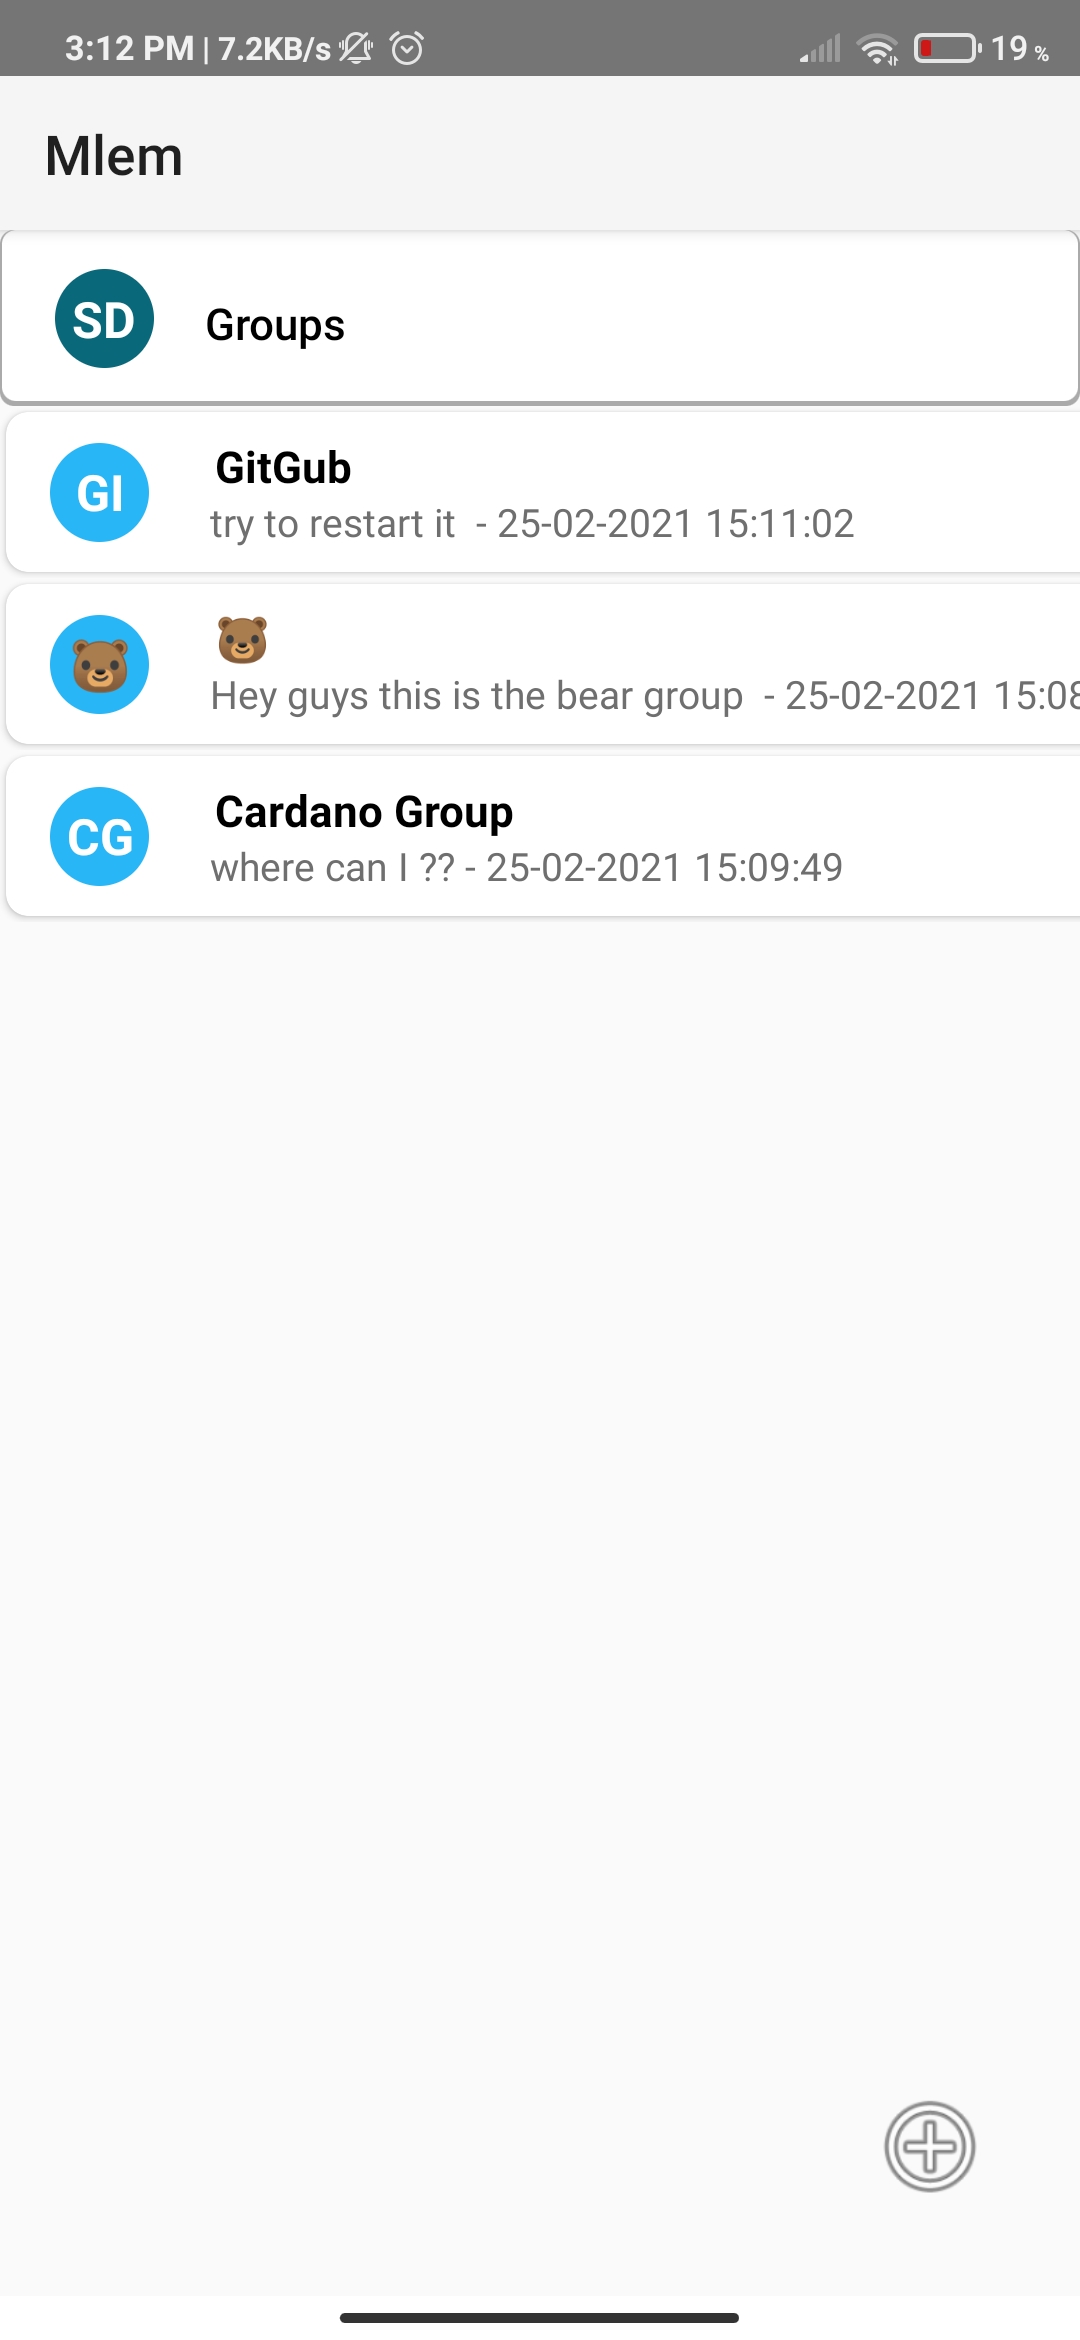 3:12 PM | 7.2KB/s 19 %
Mlem
SD
Groups
GI
GitGub
try to restart it - 25-02-2021 15:11:02
🐻
🐻
Hey guys this is the bear group - 25-02-2021 15:08
CG
Cardano Group
where can I ?? - 25-02-2021 15:09:49